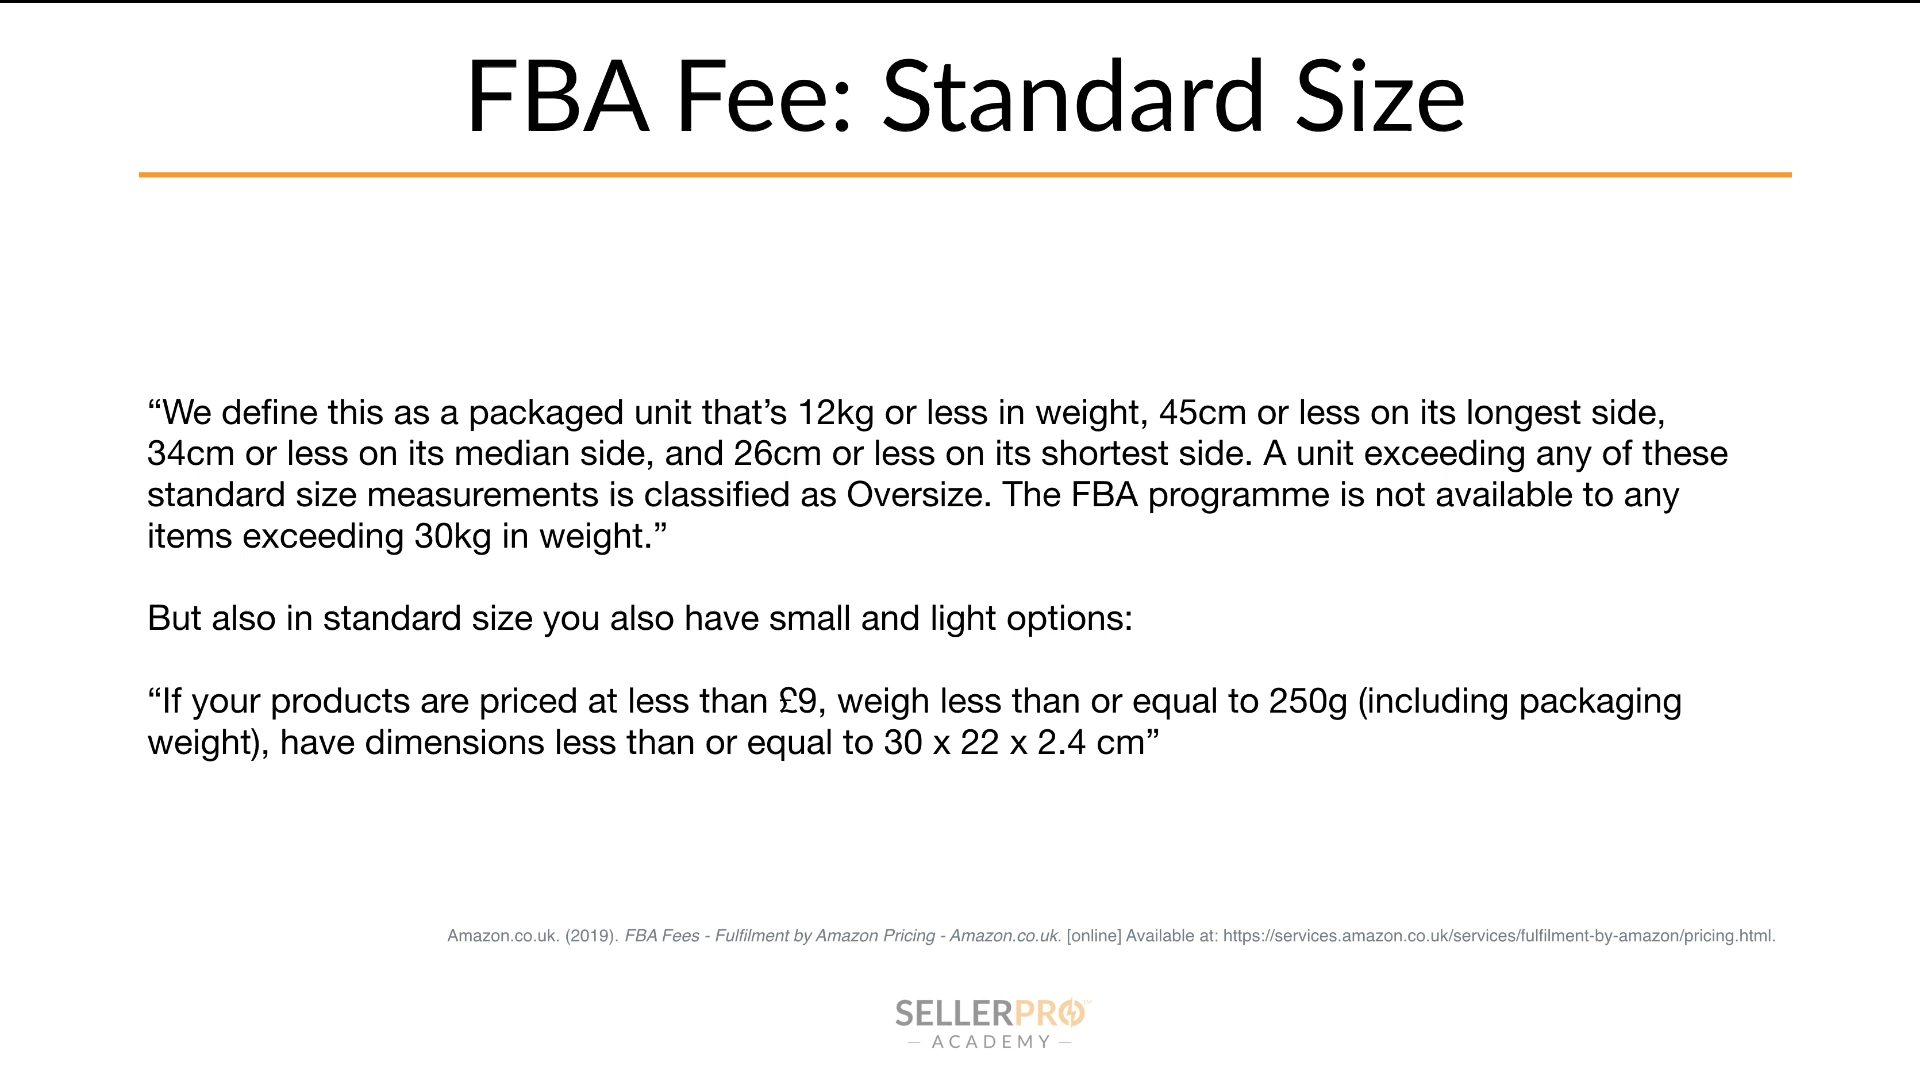 FBA Fee: Standard Size
“We define this as a packaged unit that’s 12kg or less in weight, 45cm or less on its longest side,
34cm or less on its median side, and 26cm or less on its shortest side. A unit exceeding any of these
standard size measurements is classified as Oversize. The FBA programme is not available to any
items exceeding 30kg in weight.”
But also in standard size you also have small and light options:
“If your products are priced at less than £9, weigh less than or equal to 250g (including packaging
weight), have dimensions less than or equal to 30 x 22 x 2.4 cm”
Amazon.co.uk. (2019). FBA Fees - Fulfilment by Amazon Pricing - Amazon.co.uk. [online] Available at: https://services.amazon.co.uk/services/fulfilment-by-amazon/pricing.html.
SELLERPRO™
– ACADEMY –